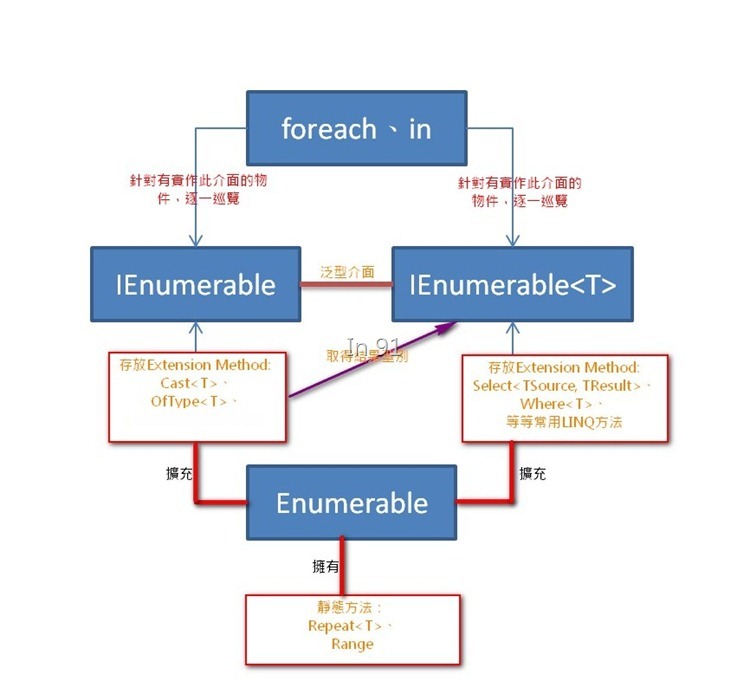 foreach、in
針對有實作此介面的物
件，逐一巡覽
針對有實作此介面的
物件，逐一巡覽
IEnumerable
泛型介面
IEnumerable<T>
In 91
取得結果型別
存放Extension Method:
Cast<T>、
OfType<T>、
存放Extension Method:
Select<TSource, TResult>、
Where<T>、
等等常用LINQ方法
擴充
擴充
Enumerable
擁有
靜態方法：
Repeat<T>、
Range